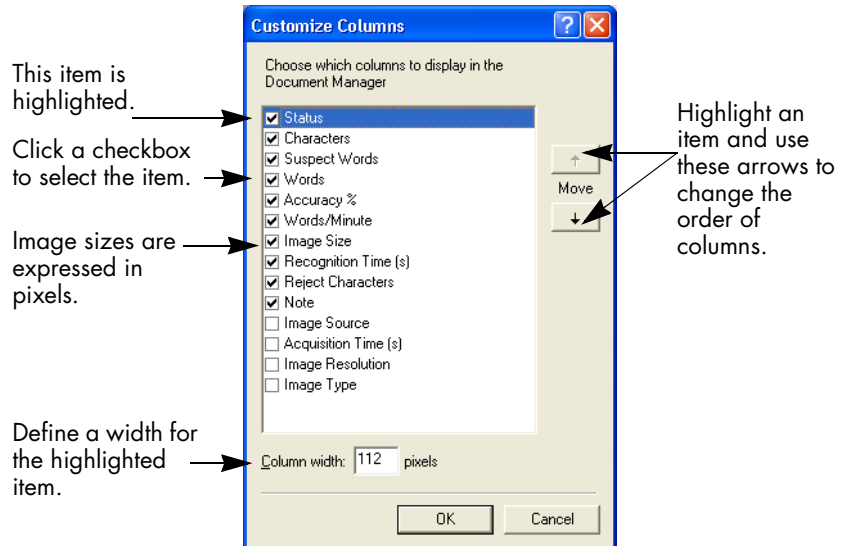 Customize Columns
Choose which columns to display in the
Document Manager
This item is
highlighted.
Click a checkbox
to select the item.
Image sizes are
expressed in
pixels.
Define a width for
the highlighted
item.
Status
Characters
Suspect Words
Words
Accuracy %
Words/Minute
Image Size
Recognition Time (s)
Reject Characters
Note
Image Source
Acquisition Time (s)
Image Resolution
Image Type
Move
Highlight an
item and use
these arrows to
change the
order of
columns.
Column width: 112 pixels
OK
Cancel